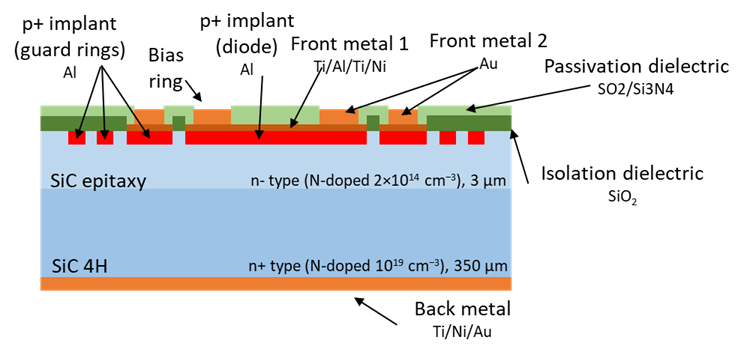 p+ implant
(guard rings)
Al
Bias
ring
p+ implant
(diode)
Al
Front metal 1
Ti/Al/Ti/Ni
Front metal 2
Au
Passivation dielectric
SO2/Si3N4
SiC epitaxy
n- type (N-doped 2×10¹⁴ cm⁻³), 3 μm
Isolation dielectric
SiO₂
SiC 4H
n+ type (N-doped 10¹⁹ cm⁻³), 350 μm
Back metal
Ti/Ni/Au